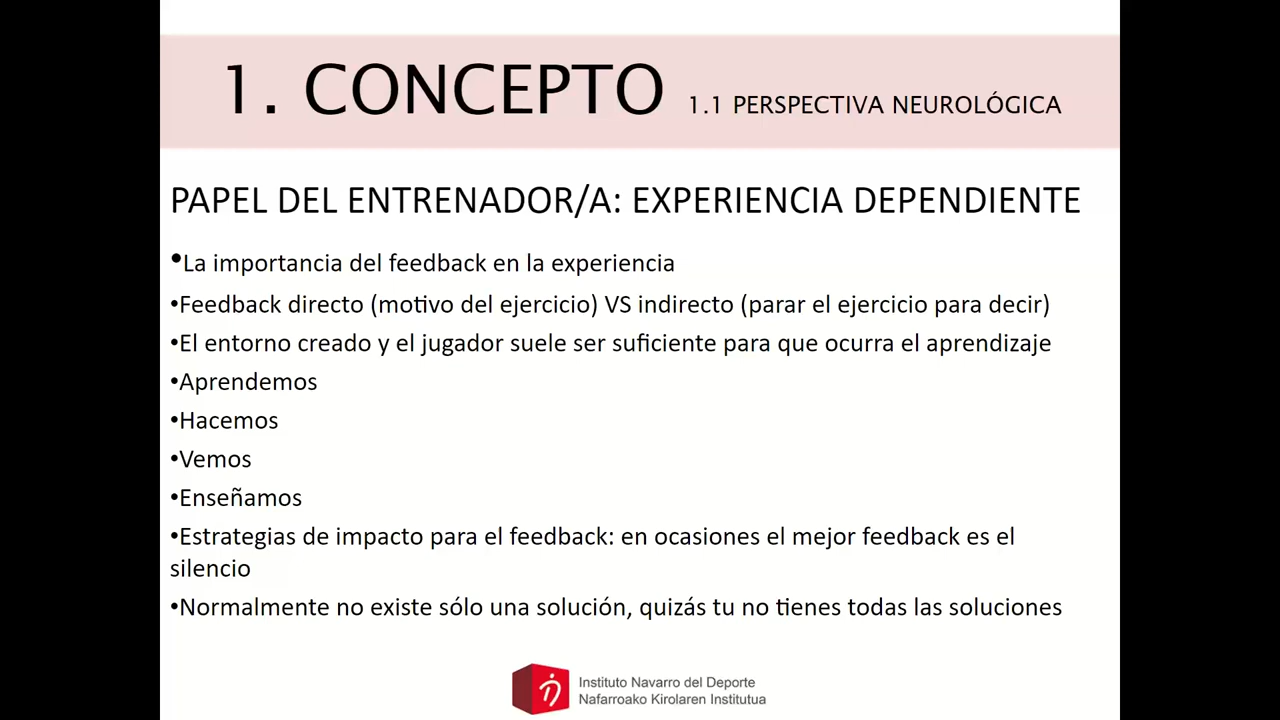 1. CONCEPTO 1.1 PERSPECTIVA NEUROLÓGICA
PAPEL DEL ENTRENADOR/A: EXPERIENCIA DEPENDIENTE
•La importancia del feedback en la experiencia
•Feedback directo (motivo del ejercicio) VS indirecto (parar el ejercicio para decir)
•El entorno creado y el jugador suele ser suficiente para que ocurra el aprendizaje
•Aprendemos
•Hacemos
•Vemos
•Enseñamos
•Estrategias de impacto para el feedback: en ocasiones el mejor feedback es el
silencio
•Normalmente no existe sólo una solución, quizás tu no tienes todas las soluciones
Instituto Navarro del Deporte
Nafarroako Kirolaren Institutua